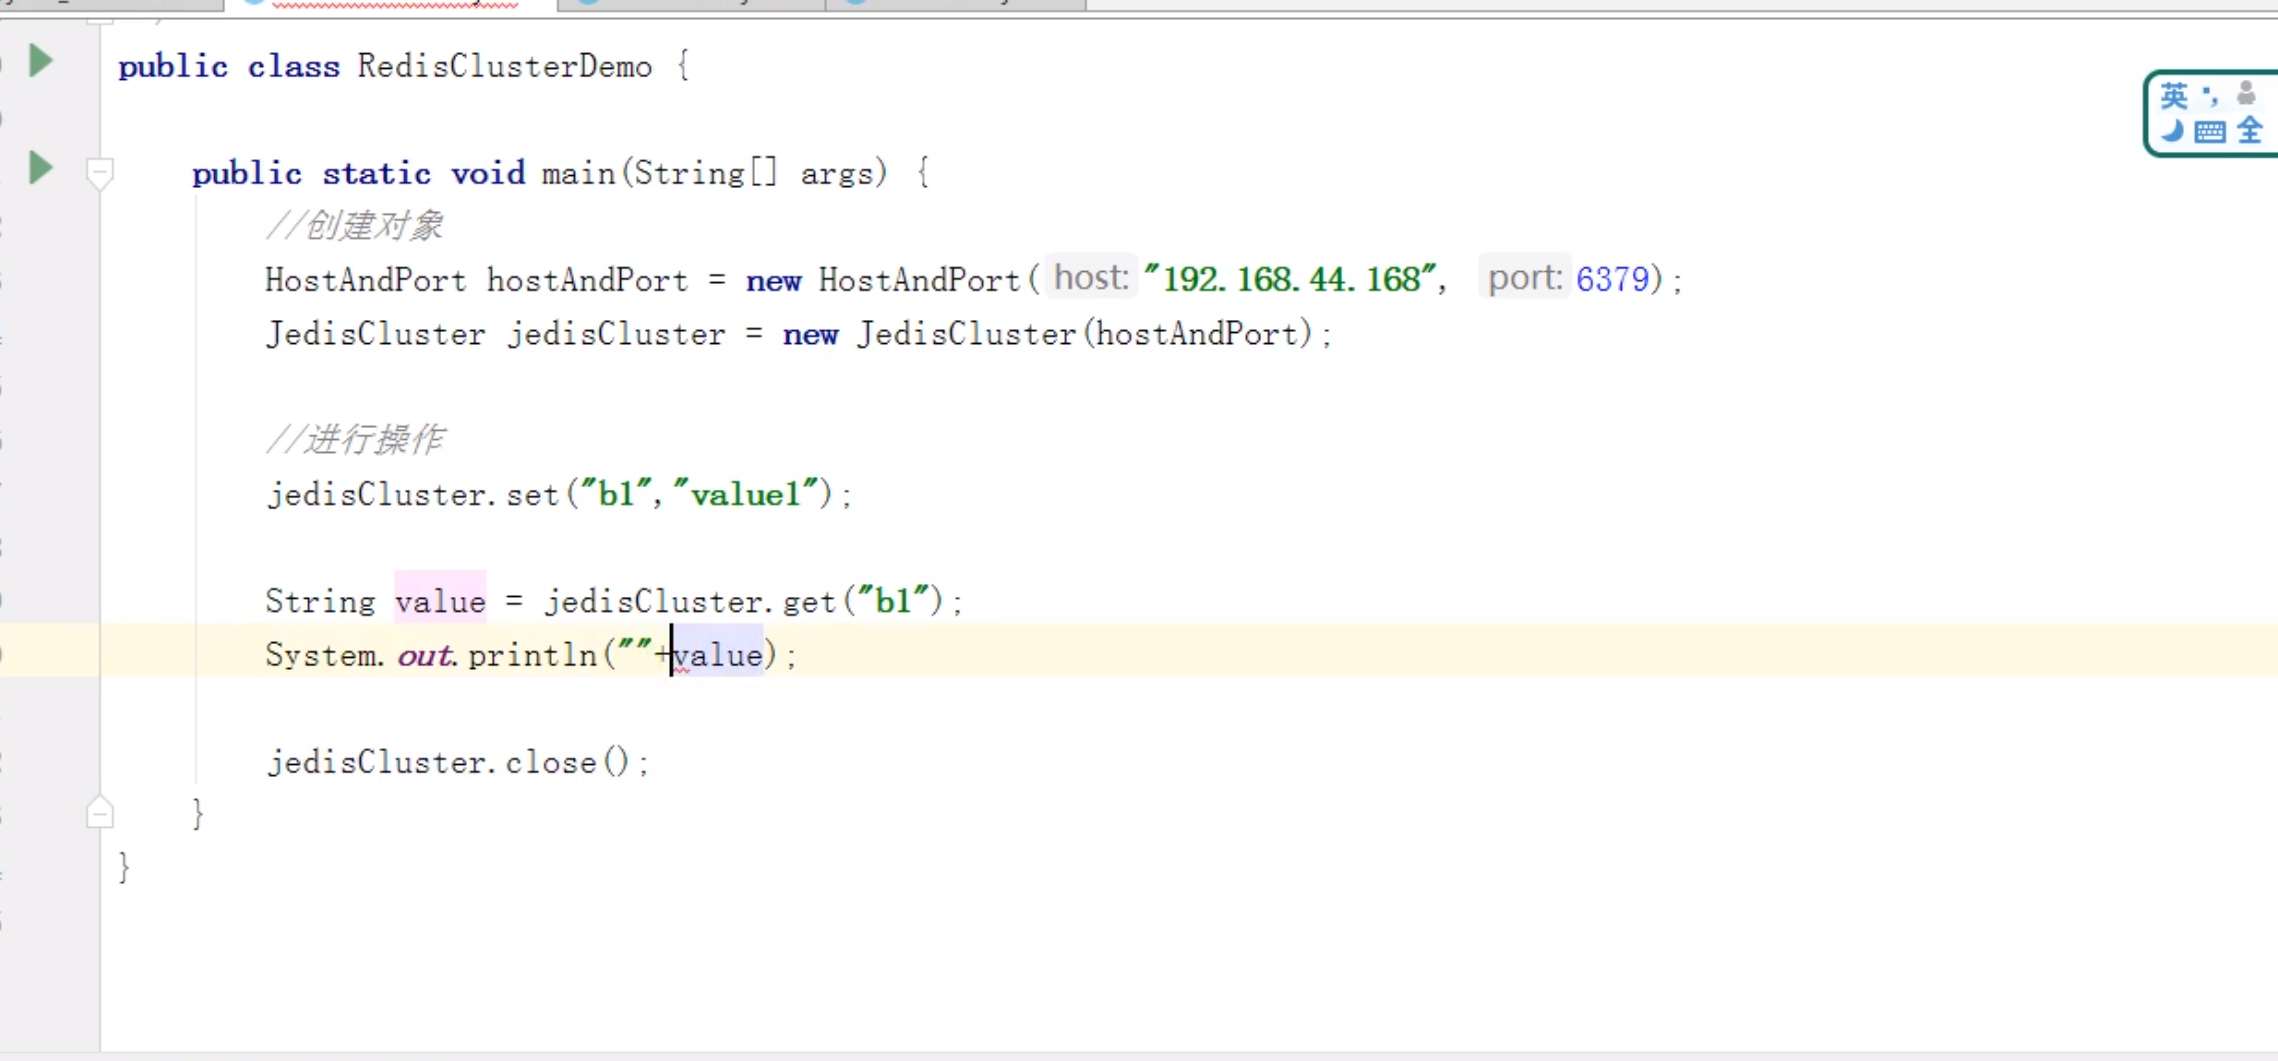 public class RedisClusterDemo {
public static void main(String[] args) {
//创建对象
HostAndPort hostAndPort = new HostAndPort( host: "192.168.44.168", port: 6379);
JedisCluster jedisCluster = new JedisCluster(hostAndPort);
//进行操作
jedisCluster.set("b1","value1");
String value = jedisCluster.get("b1");
System.out.println(""+value);
jedisCluster.close();
}
}
英 全